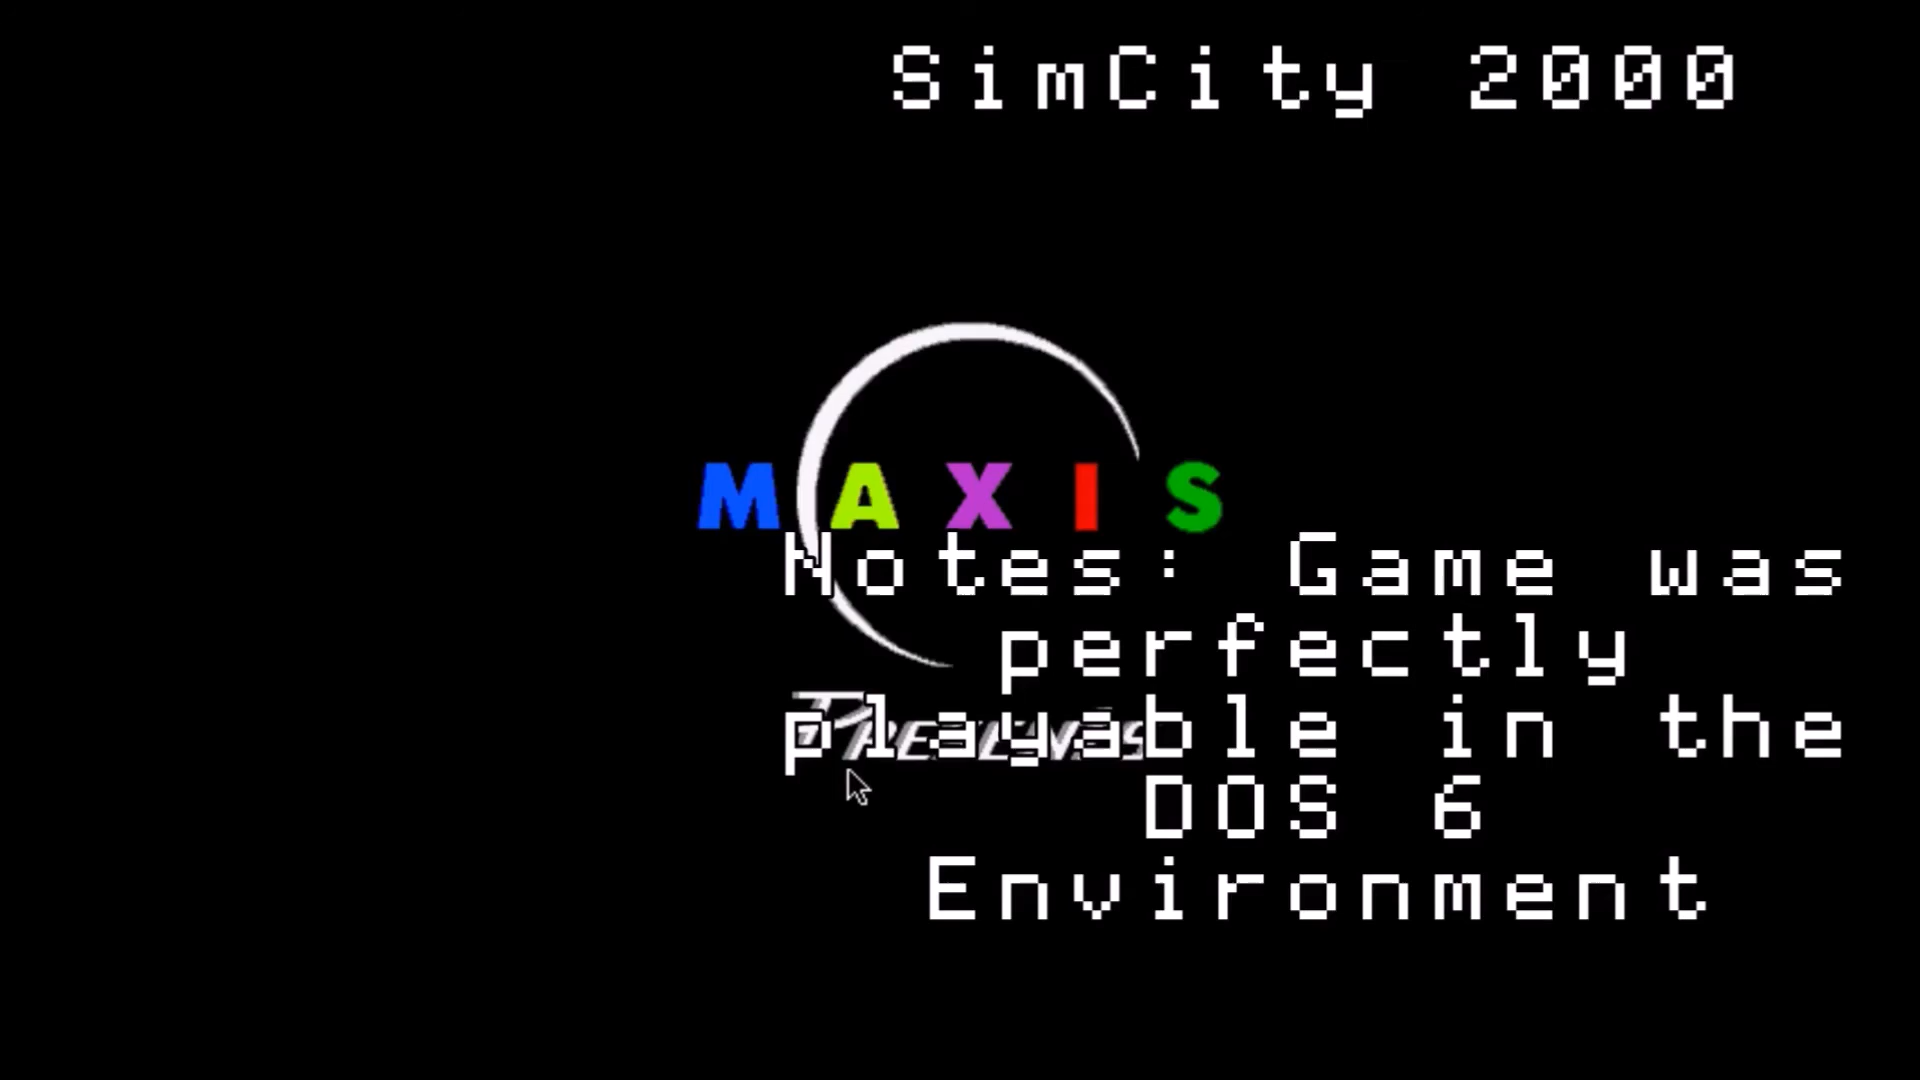 SimCity 2000
MAXIS
Notes: Game was
perfectly
playable in the
DOS 6
Environment